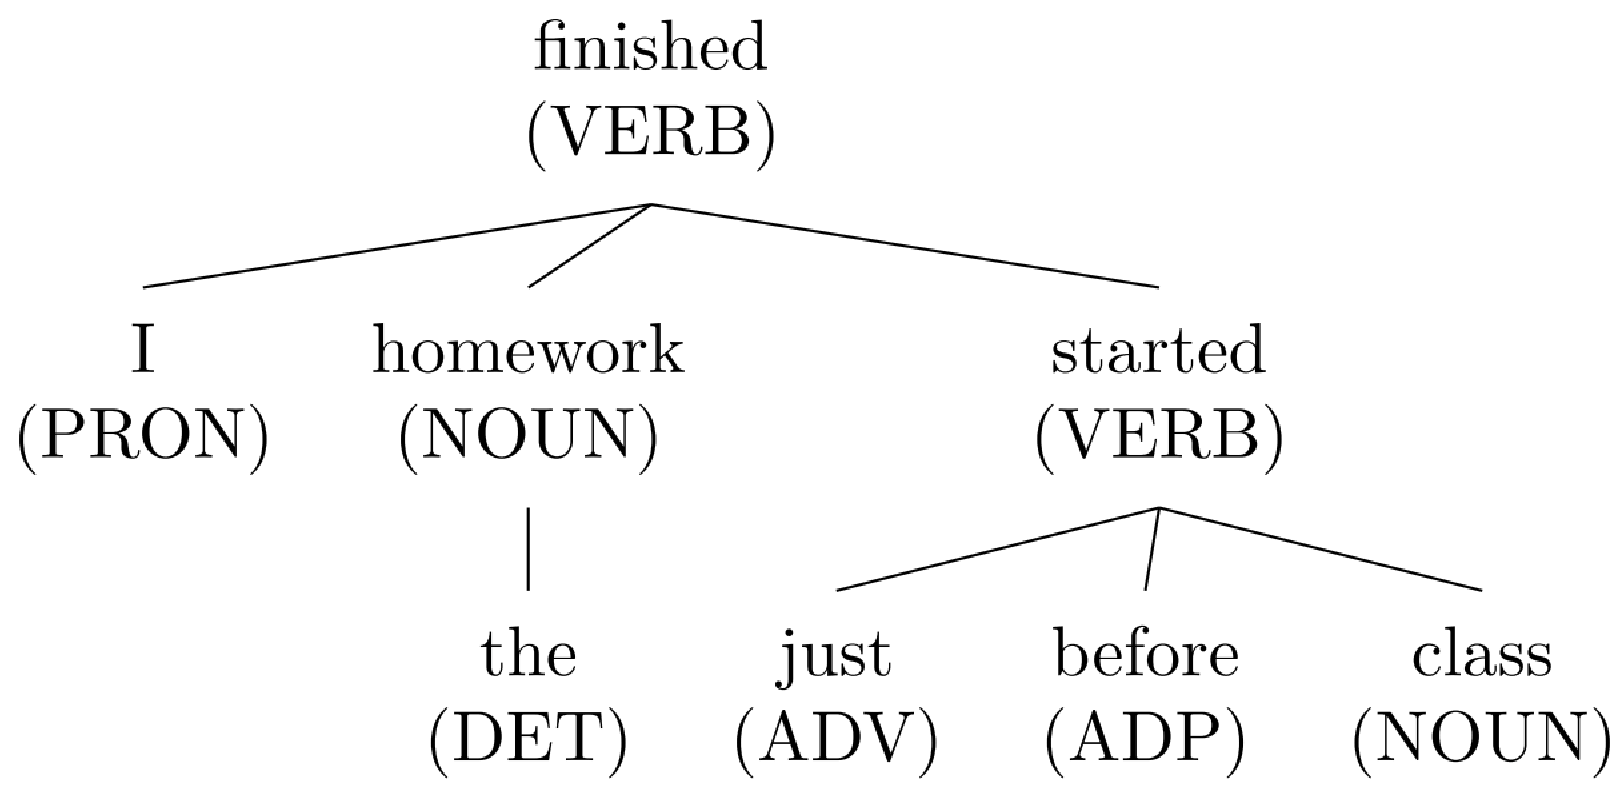 finished
(VERB)
I homework started
(PRON) (NOUN) (VERB)
the just before class
(DET) (ADV) (ADP) (NOUN)